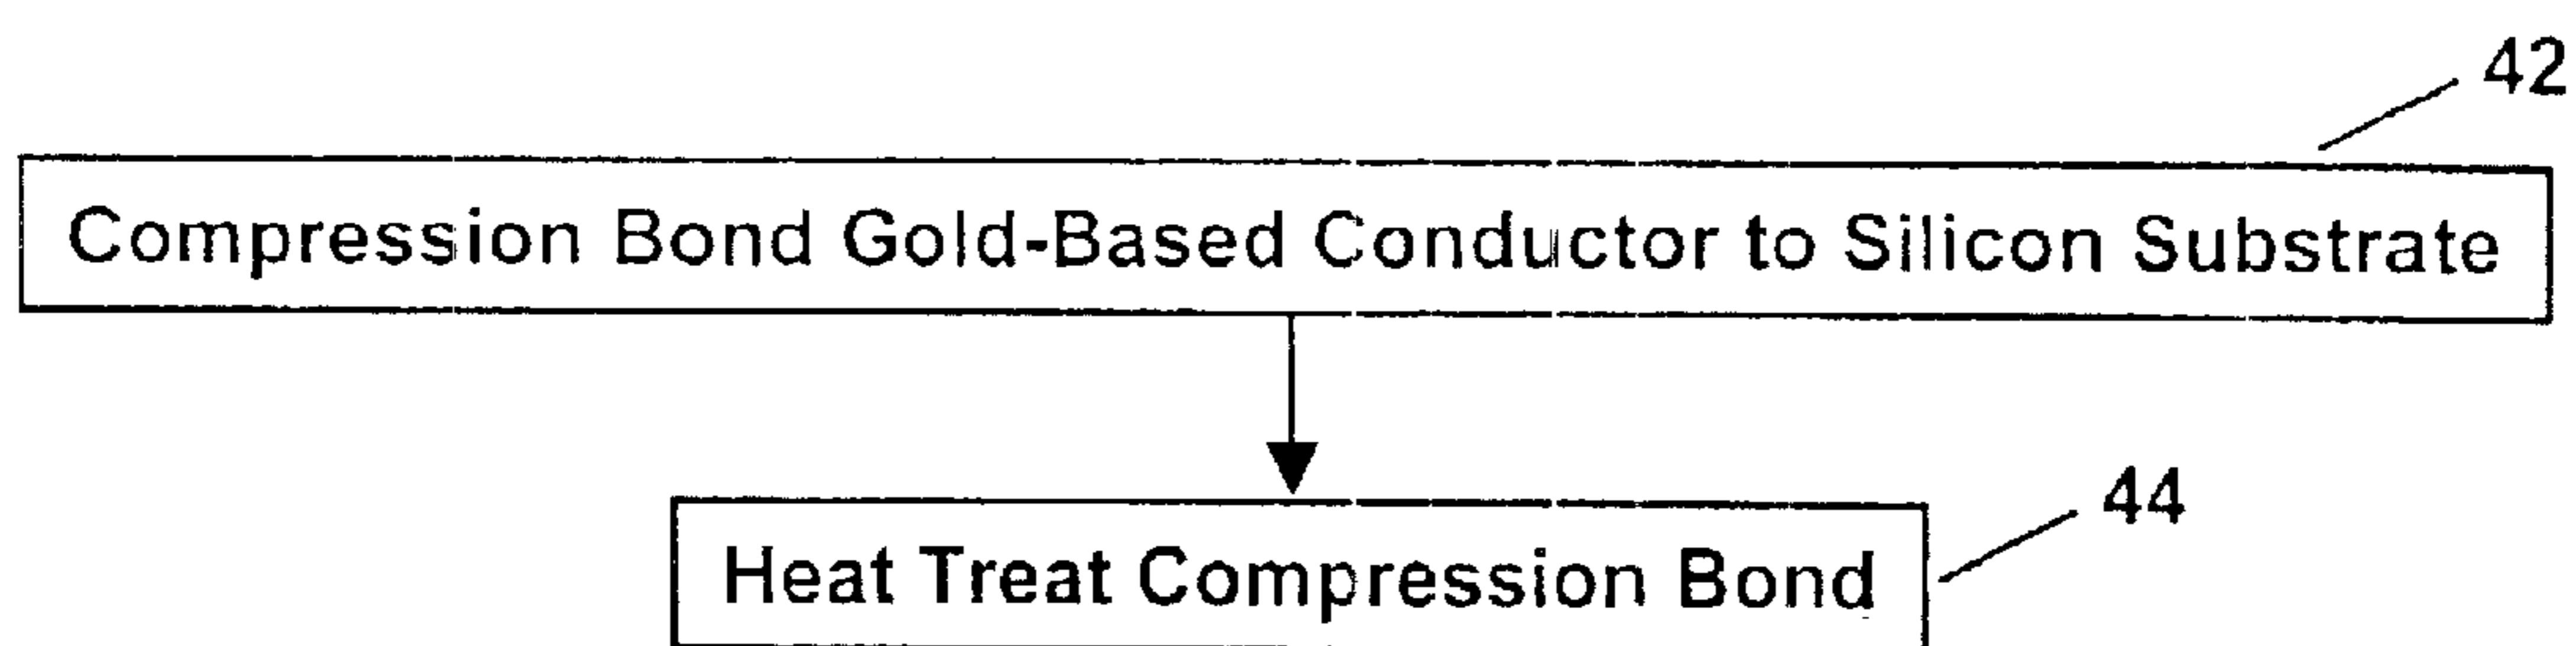 42
Compression Bond Gold-Based Conductor to Silicon Substrate
44
Heat Treat Compression Bond